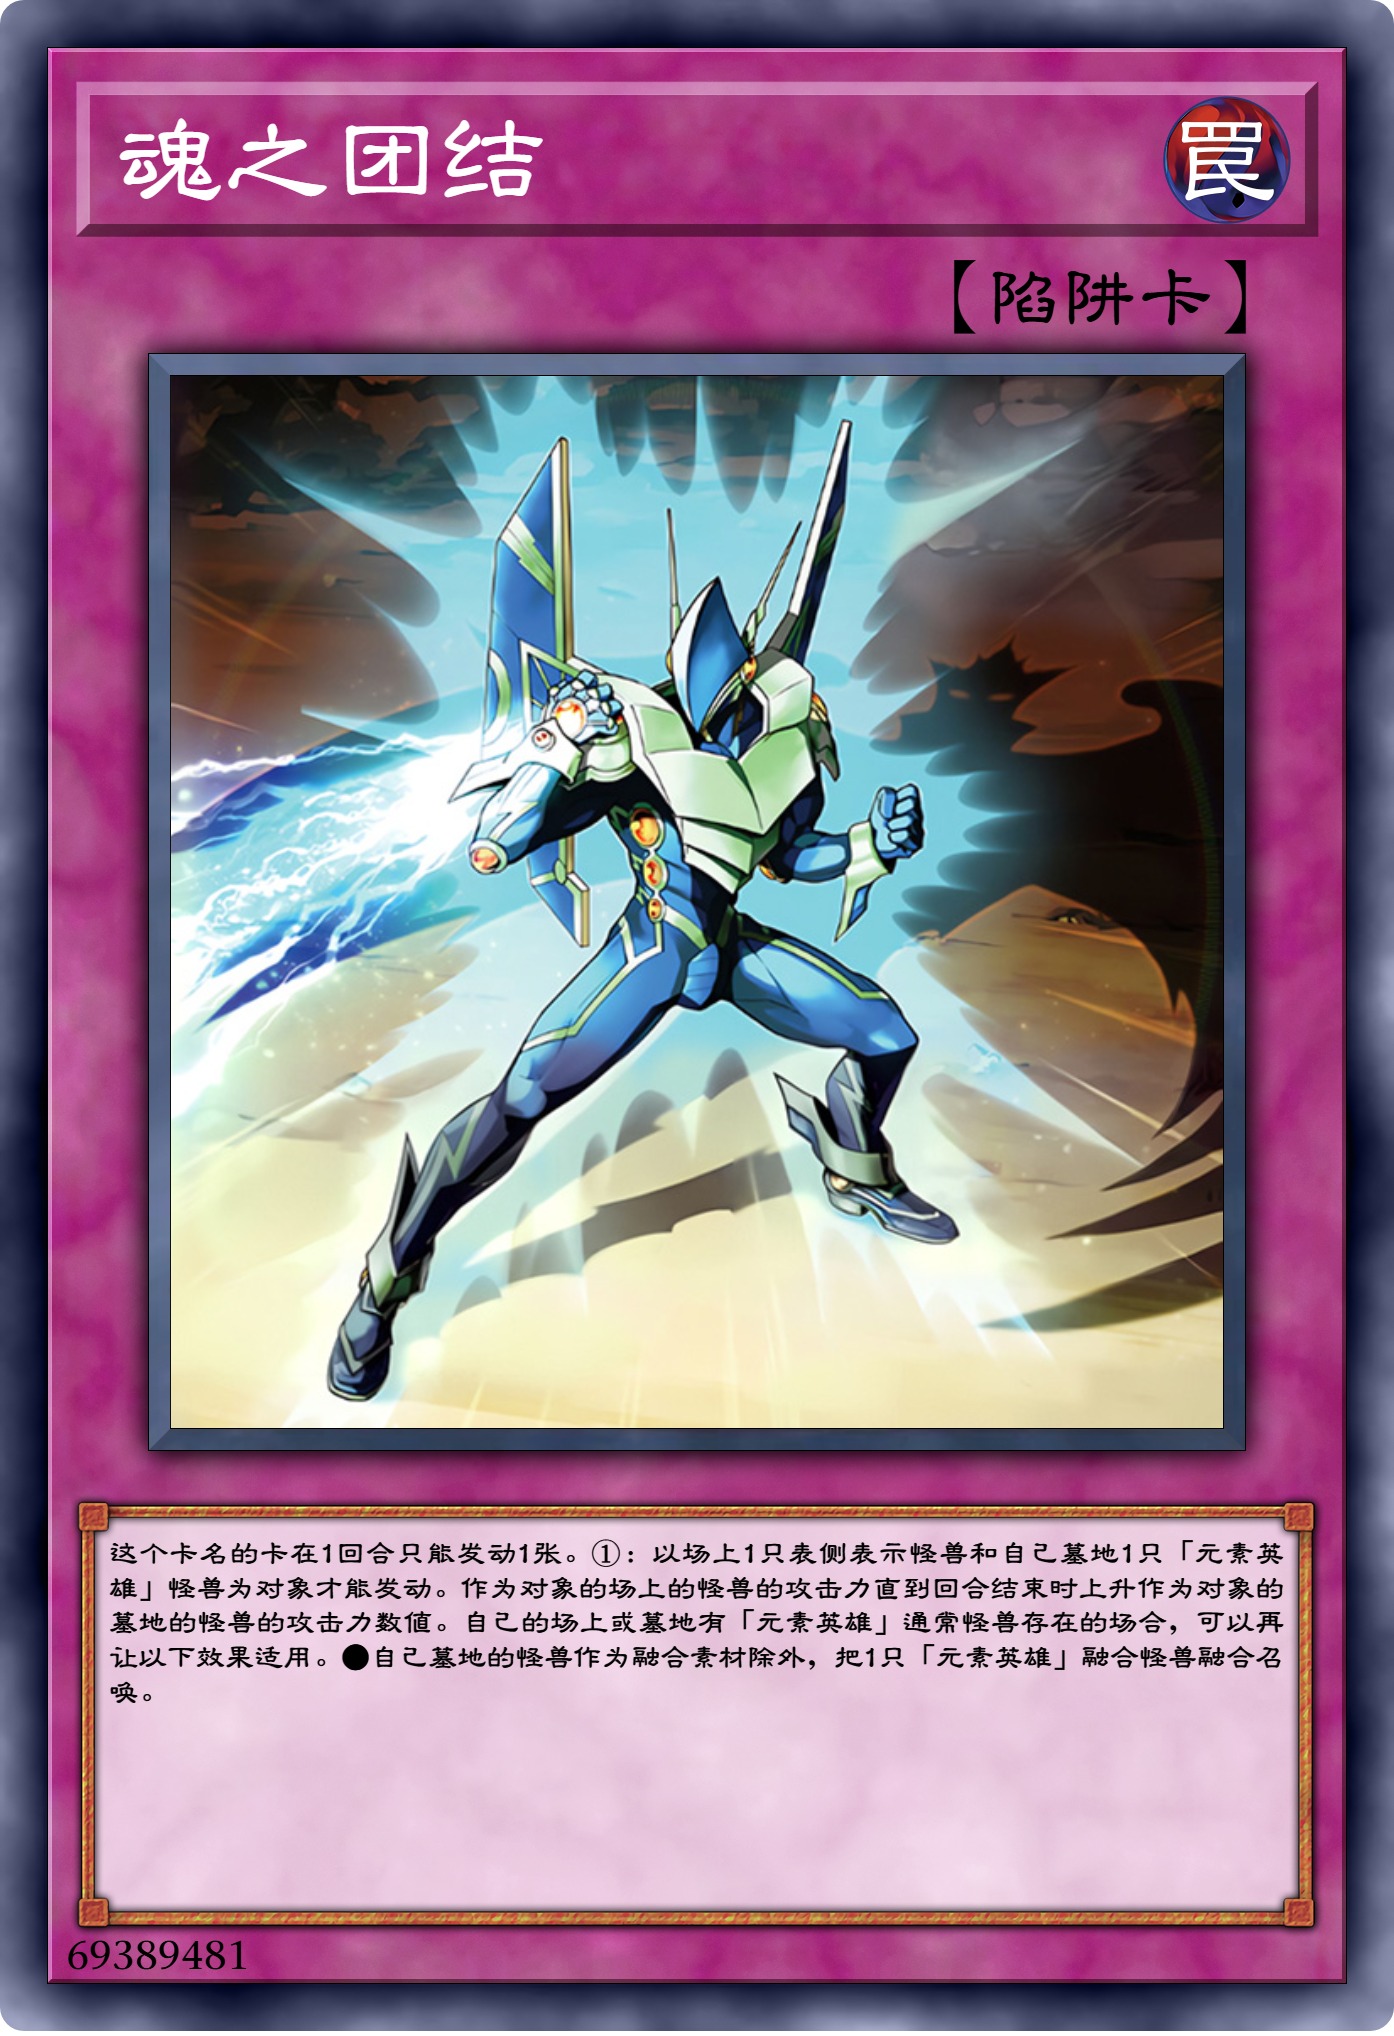 魂之团结
罠
【陷阱卡】
这个卡名的卡在1回合只能发动1张。①：以场上1只表侧表示怪兽和自己墓地1只「元素英
雄」怪兽为对象才能发动。作为对象的场上的怪兽的攻击力直到回合结束时上升作为对象的
墓地的怪兽的攻击力数值。自己的场上或墓地有「元素英雄」通常怪兽存在的场合，可以再
让以下效果适用。●自己墓地的怪兽作为融合素材除外，把1只「元素英雄」融合怪兽融合召
唤。
69389481